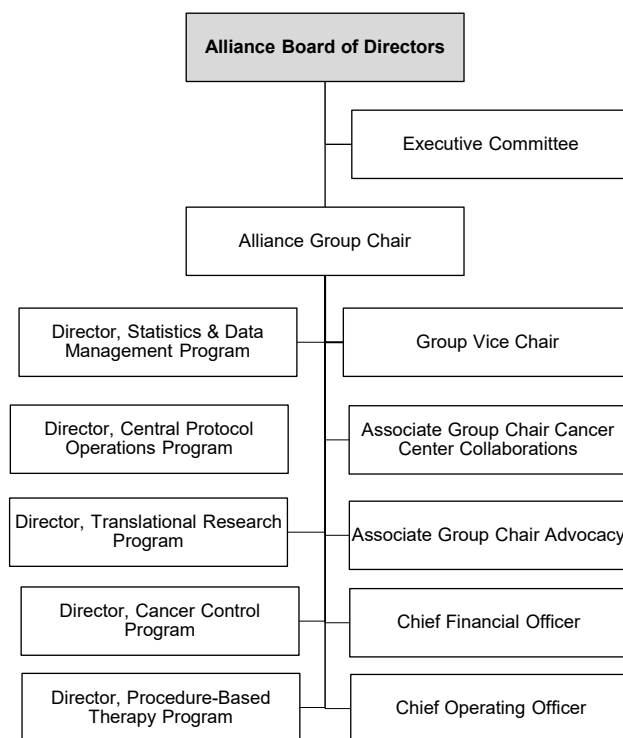 Alliance Board of Directors
Executive Committee
Alliance Group Chair
Director, Statistics & Data
Management Program
Group Vice Chair
Director, Central Protocol
Operations Program
Associate Group Chair Cancer
Center Collaborations
Director, Translational Research
Program
Associate Group Chair Advocacy
Director, Cancer Control
Program
Chief Financial Officer
Director, Procedure-Based
Therapy Program
Chief Operating Officer